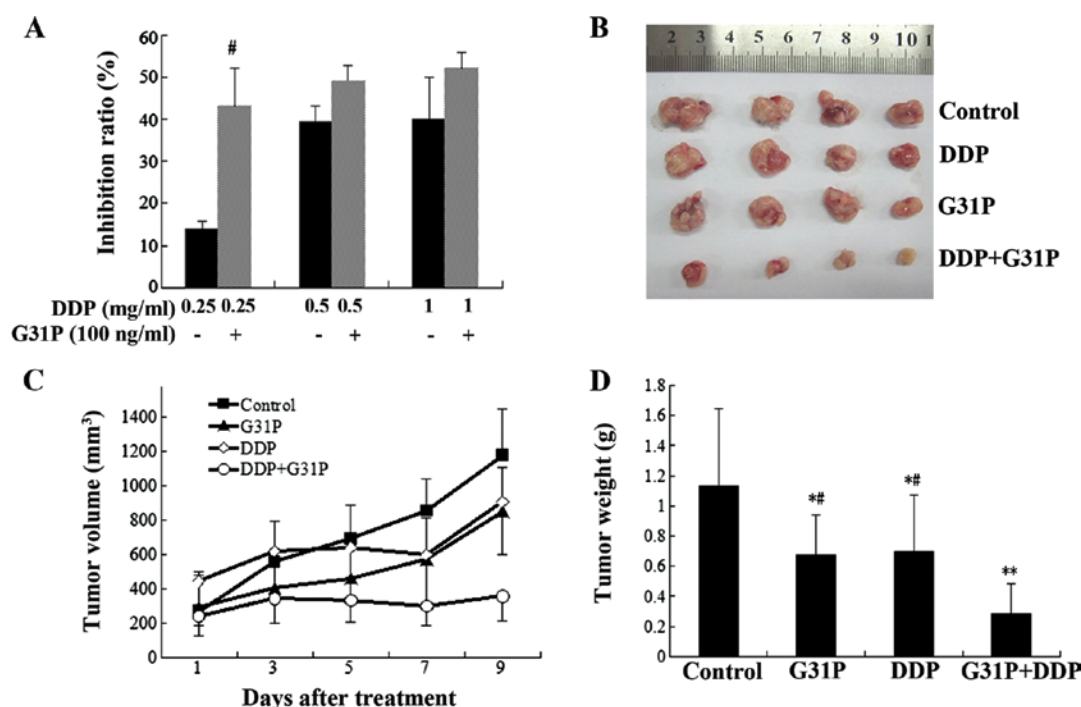 A
60
50
40
30
20
10
0
Inhibition ratio (%)
#
DDP (mg/ml) 0.25 0.25 0.5 0.5 1 1
G31P (100 ng/ml) - + - + - +
B
2 3 4 5 6 7 8 9 10 1
Control
DDP
G31P
DDP+G31P
C
Tumor volume (mm³)
1400
1200
1000
800
600
400
200
0
Control
G31P
DDP
DDP+G31P
1 3 5 7 9
Days after treatment
D
Tumor weight (g)
1.8
1.6
1.4
1.2
1
0.8
0.6
0.4
0.2
0
*#
*#
**
Control G31P DDP G31P+DDP